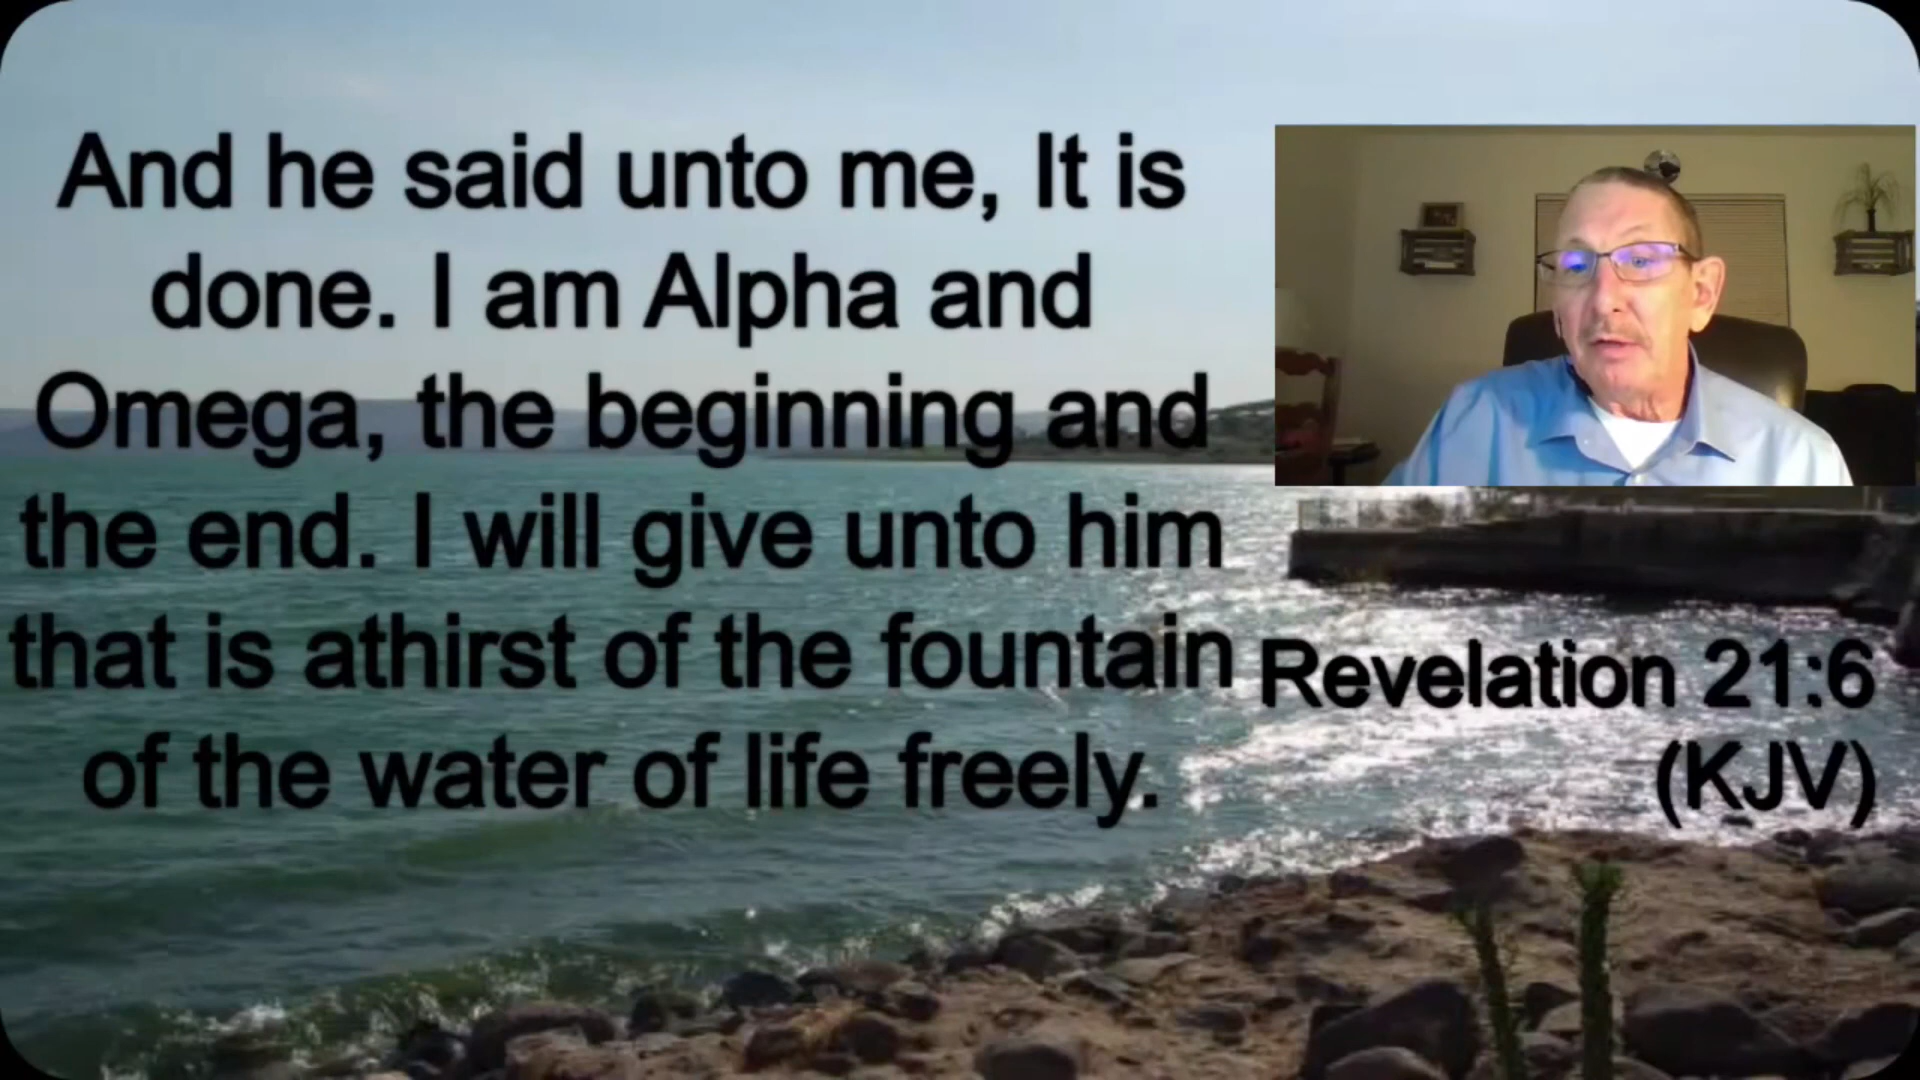 And he said unto me, It is
done. I am Alpha and
Omega, the beginning and
the end. I will give unto him
that is athirst of the fountain
of the water of life freely.
Revelation 21:6
(KJV)